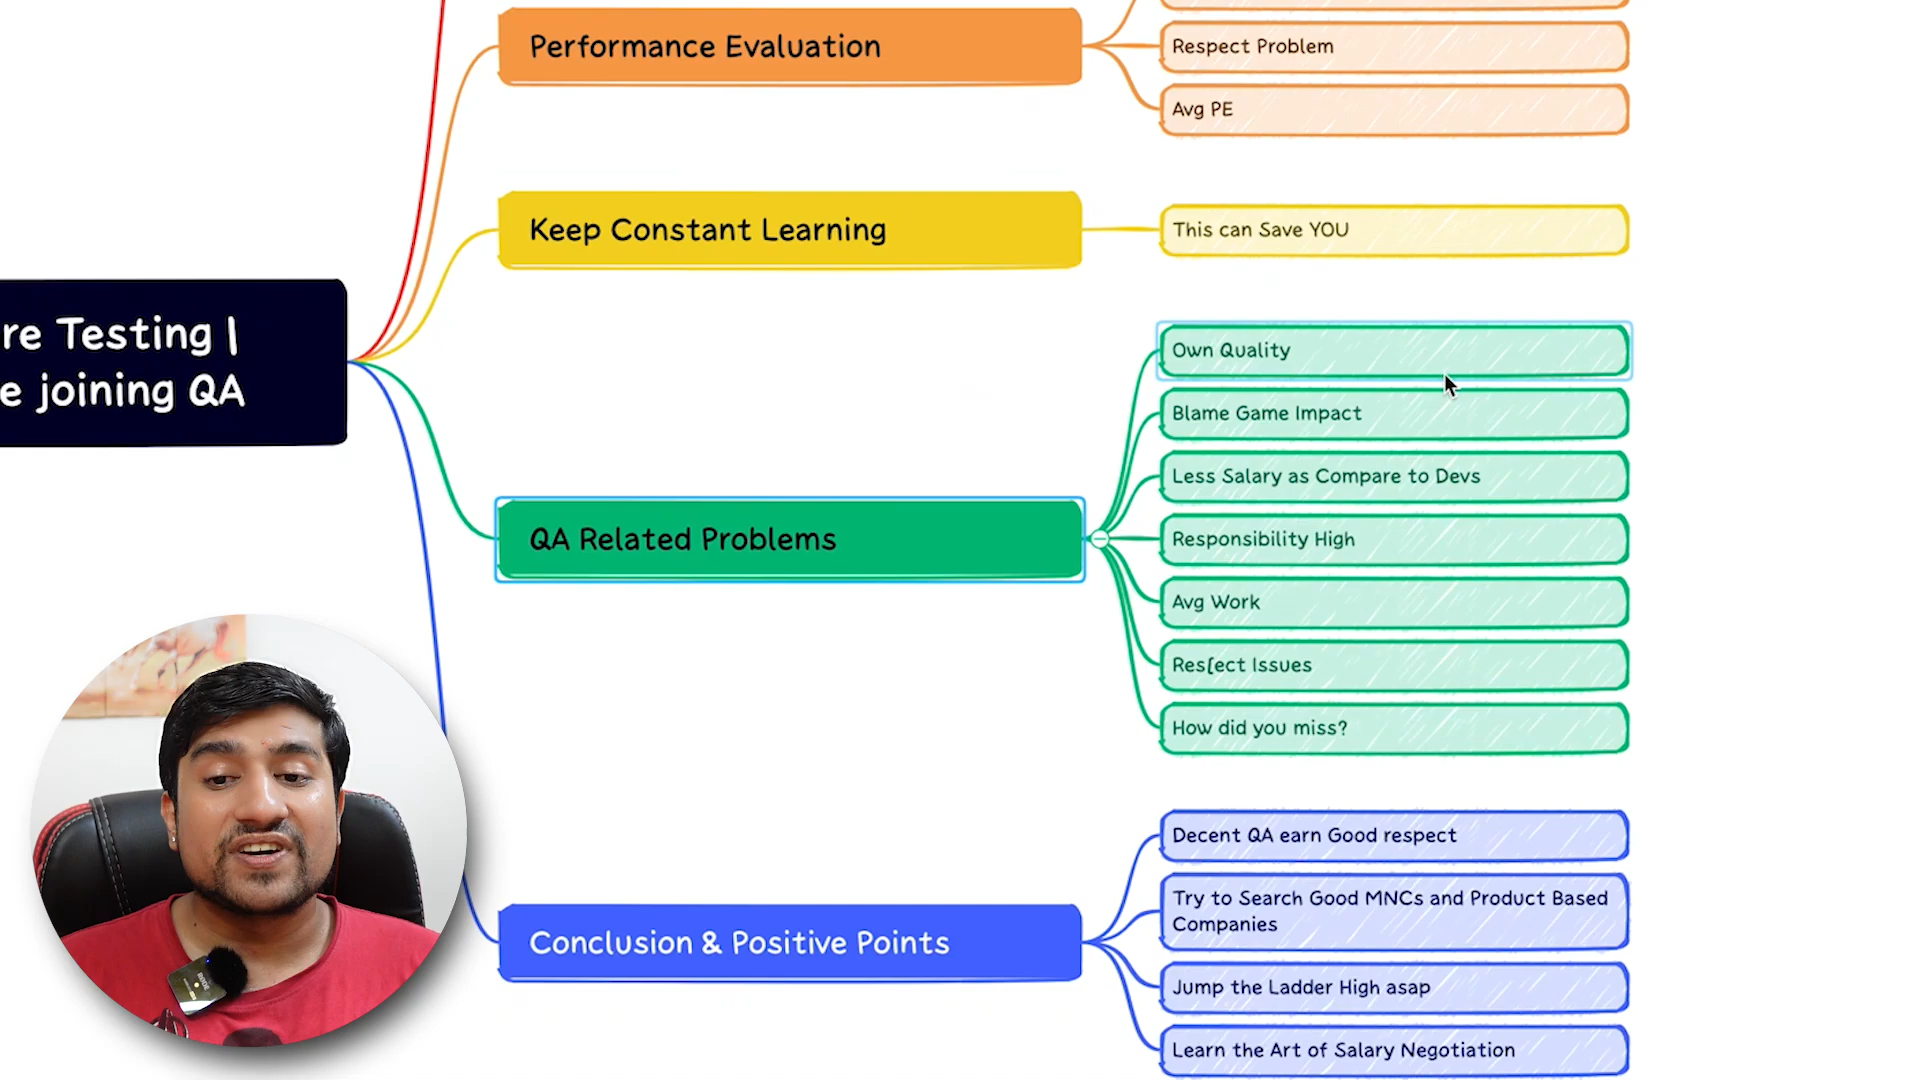 Performance Evaluation
Respect Problem
Avg PE
Keep Constant Learning
This can Save YOU
re Testing |
e joining QA
QA Related Problems
Own Quality
Blame Game Impact
Less Salary as Compare to Devs
Responsibility High
Avg Work
Res[ect Issues
How did you miss?
Conclusion & Positive Points
Decent QA earn Good respect
Try to Search Good MNCs and Product Based
Companies
Jump the Ladder High asap
Learn the Art of Salary Negotiation